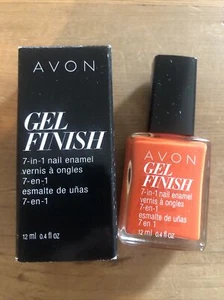 AVON
GEL
FINISH
7-in-1 nail enamel
vernis à ongles
7-en-1
esmalte de uñas
7-en-1
12 ml 0.4 fl oz
AVON
GEL
FINISH
7-in-1 nail enamel
vernis à ongles
7-en-1
esmalte de uñas
7 en 1
12 ml 0.4 fl oz